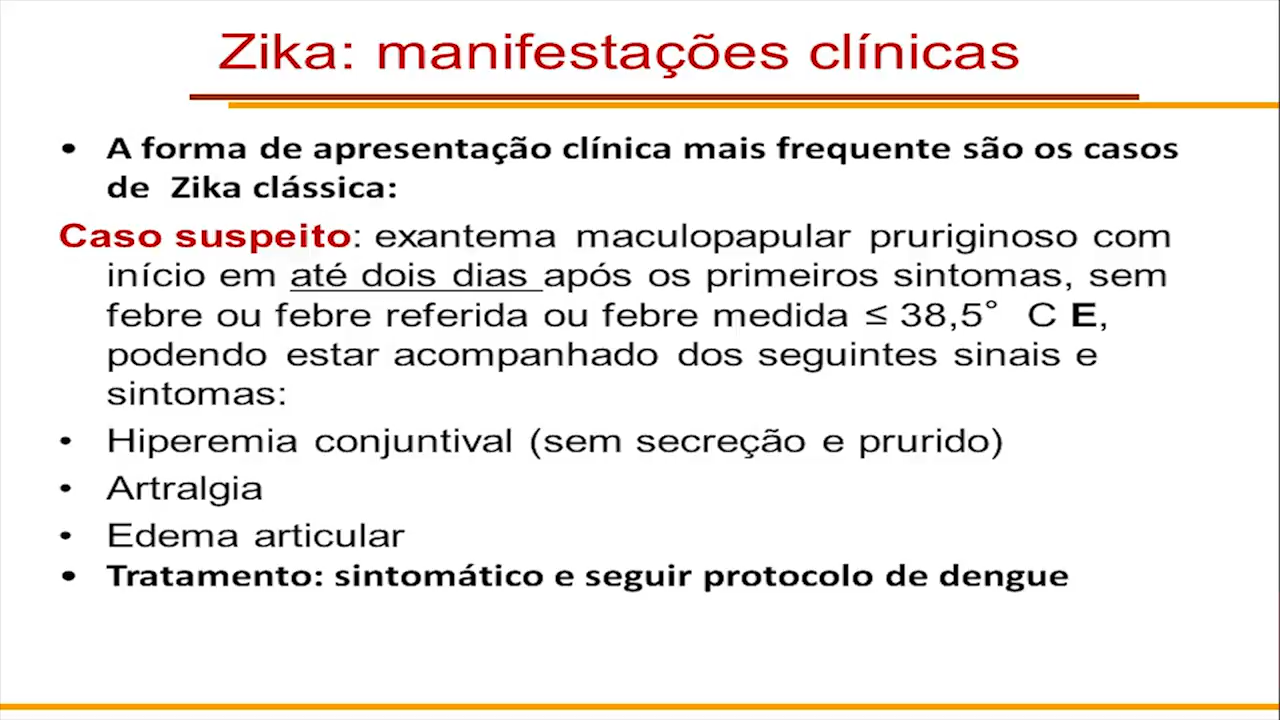 Zika: manifestações clínicas
• A forma de apresentação clínica mais frequente são os casos
de Zika clássica:
Caso suspeito: exantema maculopapular pruriginoso com
início em até dois dias após os primeiros sintomas, sem
febre ou febre referida ou febre medida ≤ 38,5° C E,
podendo estar acompanhado dos seguintes sinais e
sintomas:
• Hiperemia conjuntival (sem secreção e prurido)
• Artralgia
• Edema articular
• Tratamento: sintomático e seguir protocolo de dengue